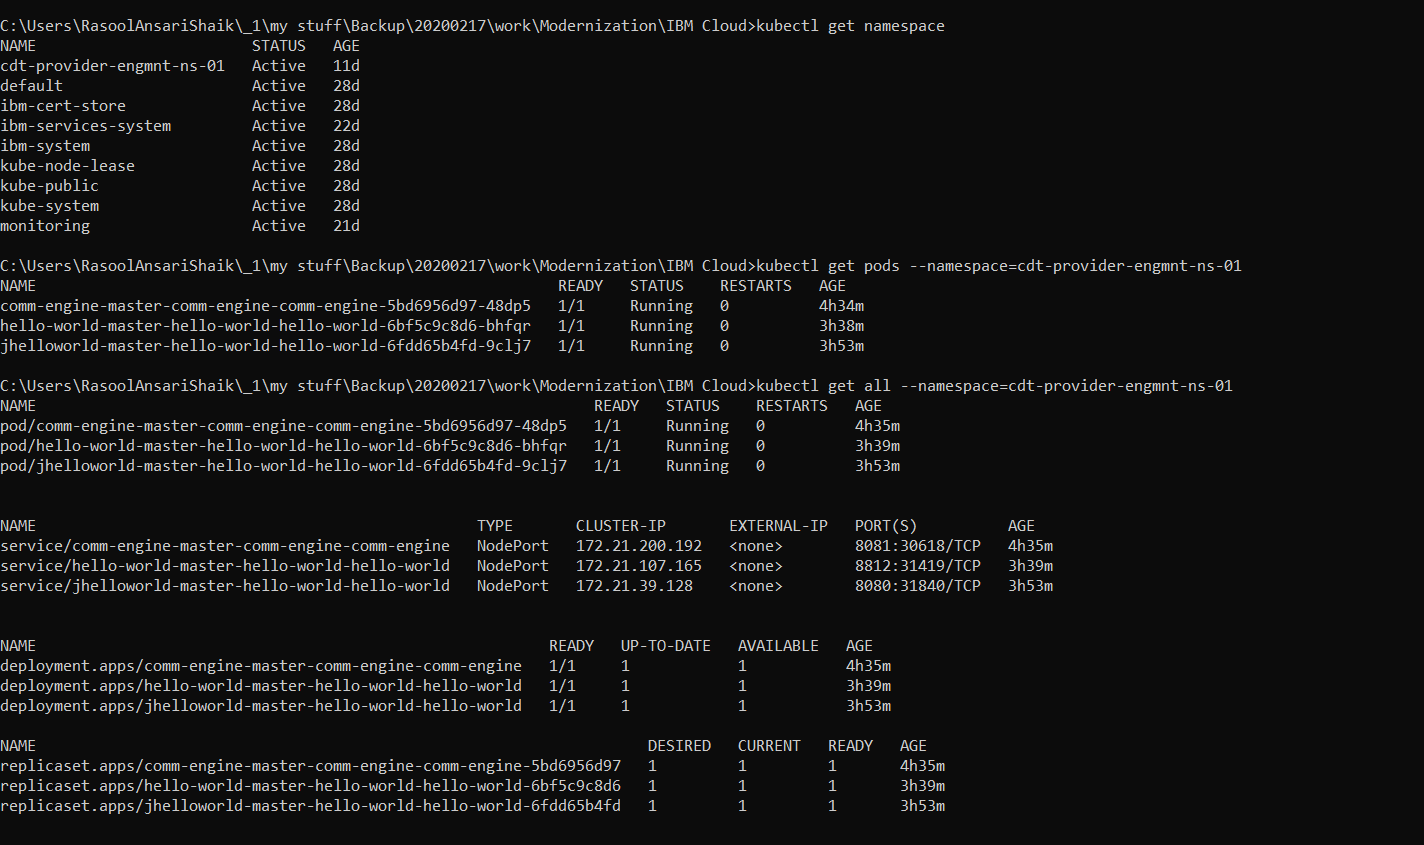 C:\Users\RasoolAnsariShaik\_1\my stuff\Backup\20200217\work\Modernization\IBM Cloud>kubectl get namespace
NAME STATUS AGE
cdt-provider-engmnt-ns-01 Active 11d
default Active 28d
ibm-cert-store Active 28d
ibm-services-system Active 22d
ibm-system Active 28d
kube-node-lease Active 28d
kube-public Active 28d
kube-system Active 28d
monitoring Active 21d
C:\Users\RasoolAnsariShaik\_1\my stuff\Backup\20200217\work\Modernization\IBM Cloud>kubectl get pods --namespace=cdt-provider-engmnt-ns-01
NAME READY STATUS RESTARTS AGE
comm-engine-master-comm-engine-comm-engine-5bd6956d97-48dp5 1/1 Running 0 4h34m
hello-world-master-hello-world-hello-world-6bf5c9c8d6-bhfqr 1/1 Running 0 3h38m
jhelloworld-master-hello-world-hello-world-6fdd65b4fd-9clj7 1/1 Running 0 3h53m
C:\Users\RasoolAnsariShaik\_1\my stuff\Backup\20200217\work\Modernization\IBM Cloud>kubectl get all --namespace=cdt-provider-engmnt-ns-01
NAME READY STATUS RESTARTS AGE
pod/comm-engine-master-comm-engine-comm-engine-5bd6956d97-48dp5 1/1 Running 0 4h35m
pod/hello-world-master-hello-world-hello-world-6bf5c9c8d6-bhfqr 1/1 Running 0 3h39m
pod/jhelloworld-master-hello-world-hello-world-6fdd65b4fd-9clj7 1/1 Running 0 3h53m
NAME TYPE CLUSTER-IP EXTERNAL-IP PORT(S) AGE
service/comm-engine-master-comm-engine-comm-engine NodePort 172.21.200.192 <none> 8081:30618/TCP 4h35m
service/hello-world-master-hello-world-hello-world NodePort 172.21.107.165 <none> 8812:31419/TCP 3h39m
service/jhelloworld-master-hello-world-hello-world NodePort 172.21.39.128 <none> 8080:31840/TCP 3h53m
NAME READY UP-TO-DATE AVAILABLE AGE
deployment.apps/comm-engine-master-comm-engine-comm-engine 1/1 1 1 4h35m
deployment.apps/hello-world-master-hello-world-hello-world 1/1 1 1 3h39m
deployment.apps/jhelloworld-master-hello-world-hello-world 1/1 1 1 3h53m
NAME DESIRED CURRENT READY AGE
replicaset.apps/comm-engine-master-comm-engine-comm-engine-5bd6956d97 1 1 1 4h35m
replicaset.apps/hello-world-master-hello-world-hello-world-6bf5c9c8d6 1 1 1 3h39m
replicaset.apps/jhelloworld-master-hello-world-hello-world-6fdd65b4fd 1 1 1 3h53m